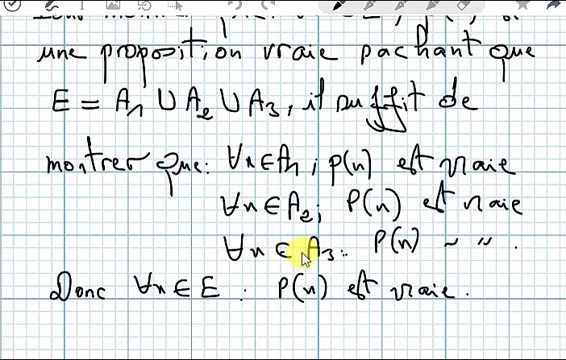 une proposition vraie sachant que
E = A₁ ∪ A₂ ∪ A₃, il suffit de
montrer que: ∀n∈A₁; p(n) est vraie
∀n∈A₂; P(n) est vraie
∀n∈A₃: P(n) ~ ".
Donc ∀n∈E : P(n) est vraie.